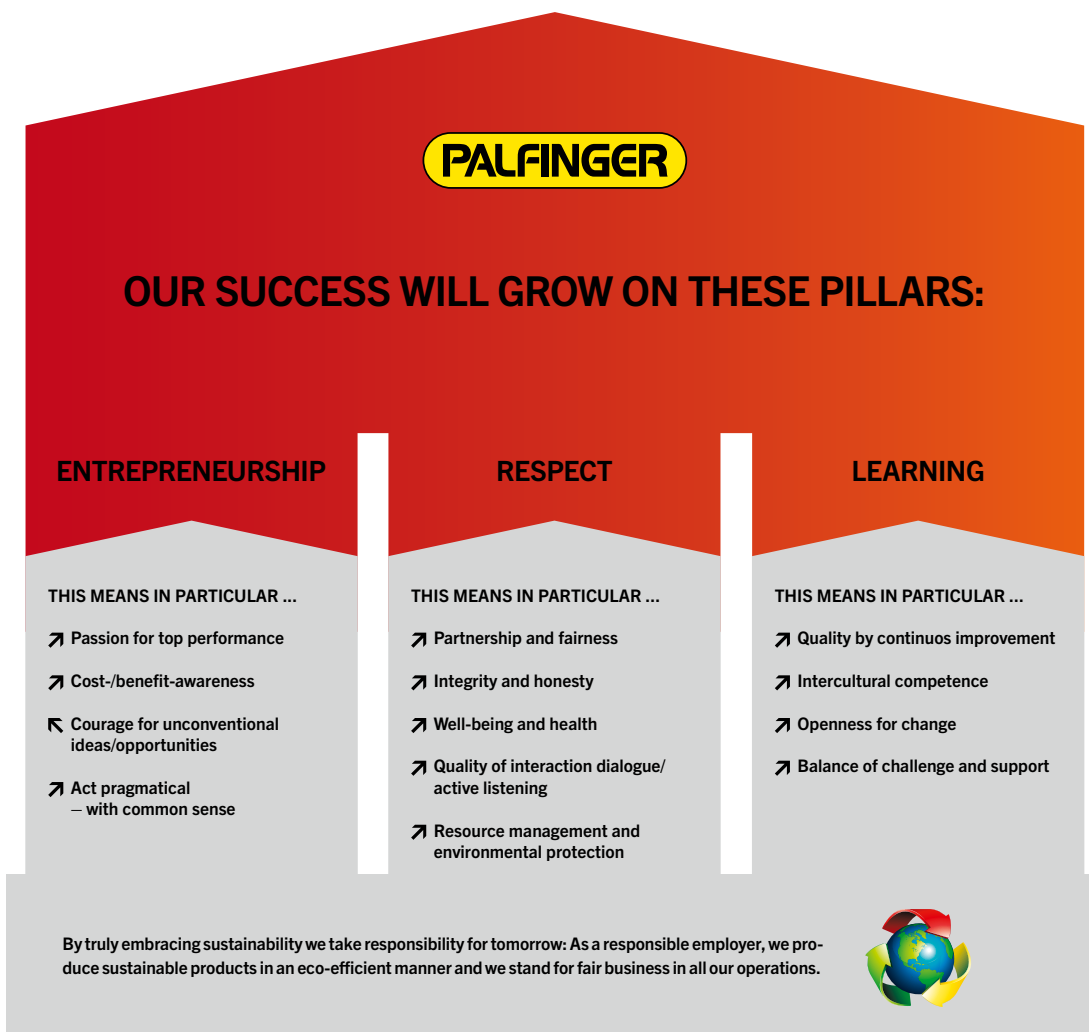 PALFINGER
OUR SUCCESS WILL GROW ON THESE PILLARS:
ENTREPRENEURSHIP
THIS MEANS IN PARTICULAR ...
Passion for top performance
Cost-/benefit-awareness
Courage for unconventional
ideas/opportunities
Act pragmatical
– with common sense
RESPECT
THIS MEANS IN PARTICULAR ...
Partnership and fairness
Integrity and honesty
Well-being and health
Quality of interaction dialogue/
active listening
Resource management and
environmental protection
LEARNING
THIS MEANS IN PARTICULAR ...
Quality by continuos improvement
Intercultural competence
Openness for change
Balance of challenge and support
By truly embracing sustainability we take responsibility for tomorrow: As a responsible employer, we pro-
duce sustainable products in an eco-efficient manner and we stand for fair business in all our operations.